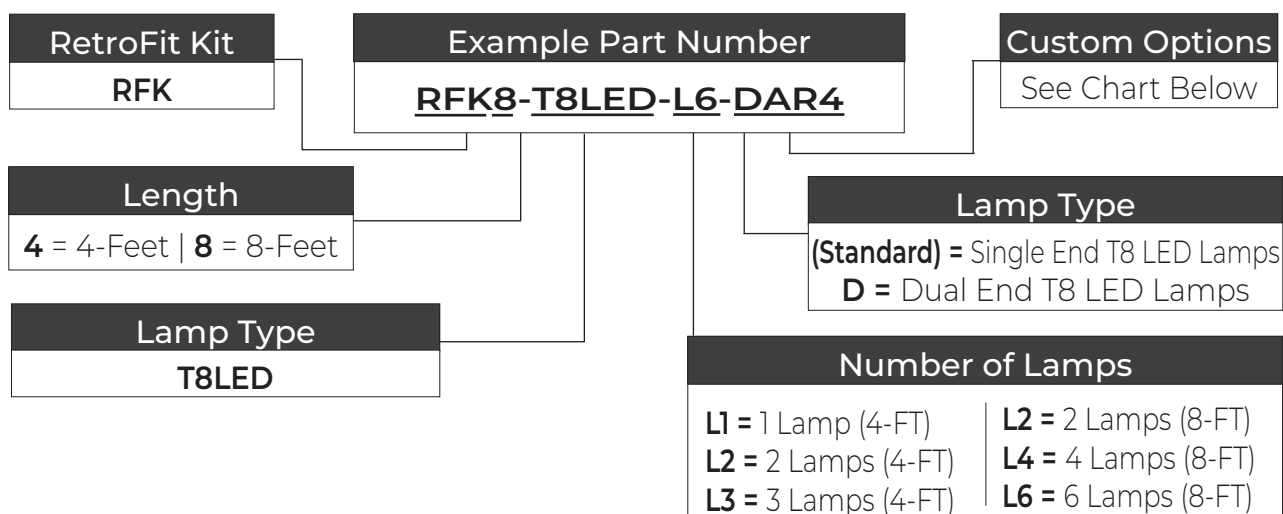 RetroFit Kit
RFK
Example Part Number
RFK8-T8LED-L6-DAR4
Custom Options
See Chart Below
Length
4 = 4-Feet | 8 = 8-Feet
Lamp Type
(Standard) = Single End T8 LED Lamps
D = Dual End T8 LED Lamps
Lamp Type
T8LED
Number of Lamps
L1 = 1 Lamp (4-FT)
L2 = 2 Lamps (4-FT)
L3 = 3 Lamps (4-FT)
L2 = 2 Lamps (8-FT)
L4 = 4 Lamps (8-FT)
L6 = 6 Lamps (8-FT)